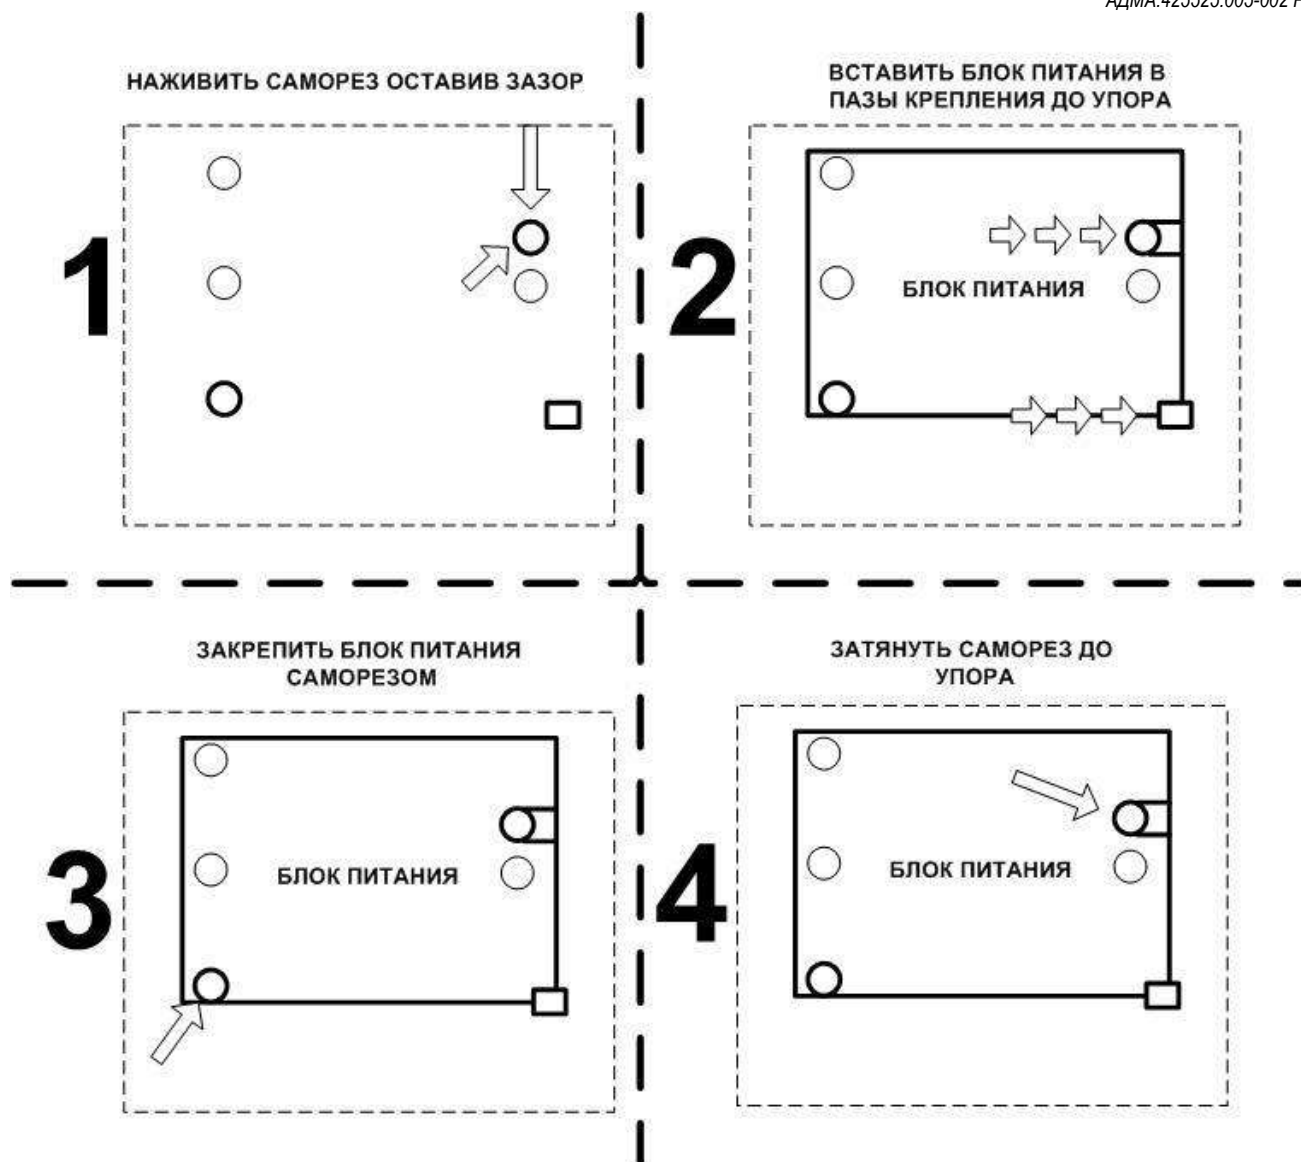 НАЖИВИТЬ САМОРЕЗ ОСТАВИВ ЗАЗОР
1
ВСТАВИТЬ БЛОК ПИТАНИЯ В
ПАЗЫ КРЕПЛЕНИЯ ДО УПОРА
2
БЛОК ПИТАНИЯ
ЗАКРЕПИТЬ БЛОК ПИТАНИЯ
САМОРЕЗОМ
3
БЛОК ПИТАНИЯ
ЗАТЯНУТЬ САМОРЕЗ ДО
УПОРА
4
БЛОК ПИТАНИЯ